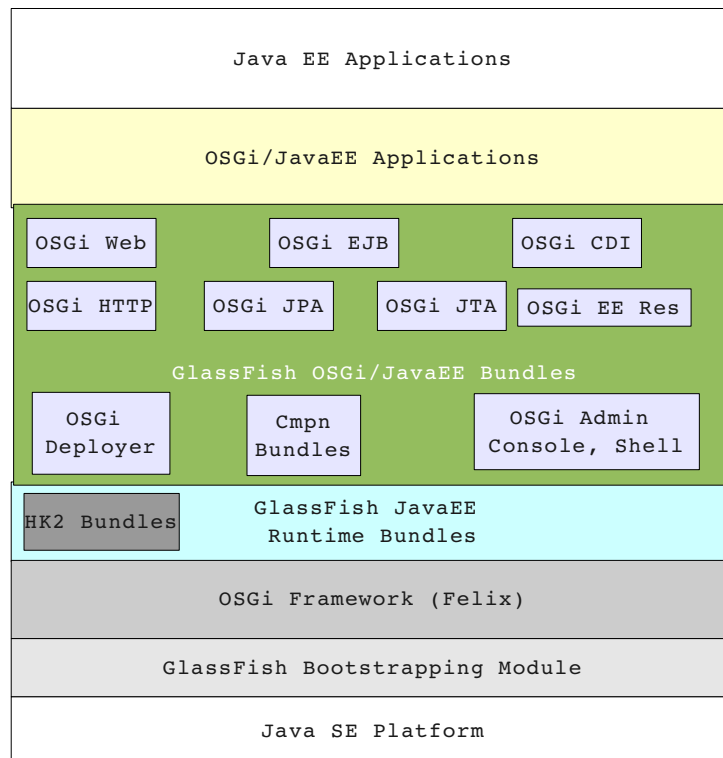 Java EE Applications
OSGi/JavaEE Applications
OSGi Web
OSGi EJB
OSGi CDI
OSGi HTTP
OSGi JPA
OSGi JTA
OSGi EE Res
GlassFish OSGi/JavaEE Bundles
OSGi
Deployer
Cmpn
Bundles
OSGi Admin
Console, Shell
HK2 Bundles
GlassFish JavaEE
Runtime Bundles
OSGi Framework (Felix)
GlassFish Bootstrapping Module
Java SE Platform